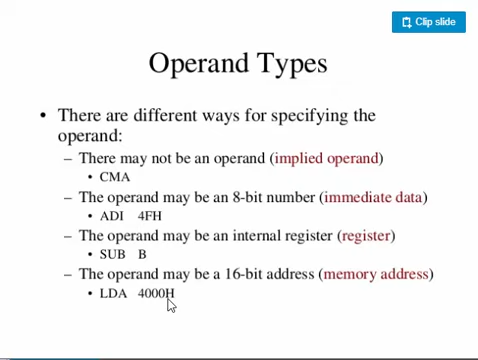 Clip slide
Operand Types
• There are different ways for specifying the
operand:
– There may not be an operand (implied operand)
• CMA
– The operand may be an 8-bit number (immediate data)
• ADI 4FH
– The operand may be an internal register (register)
• SUB B
– The operand may be a 16-bit address (memory address)
• LDA 4000H